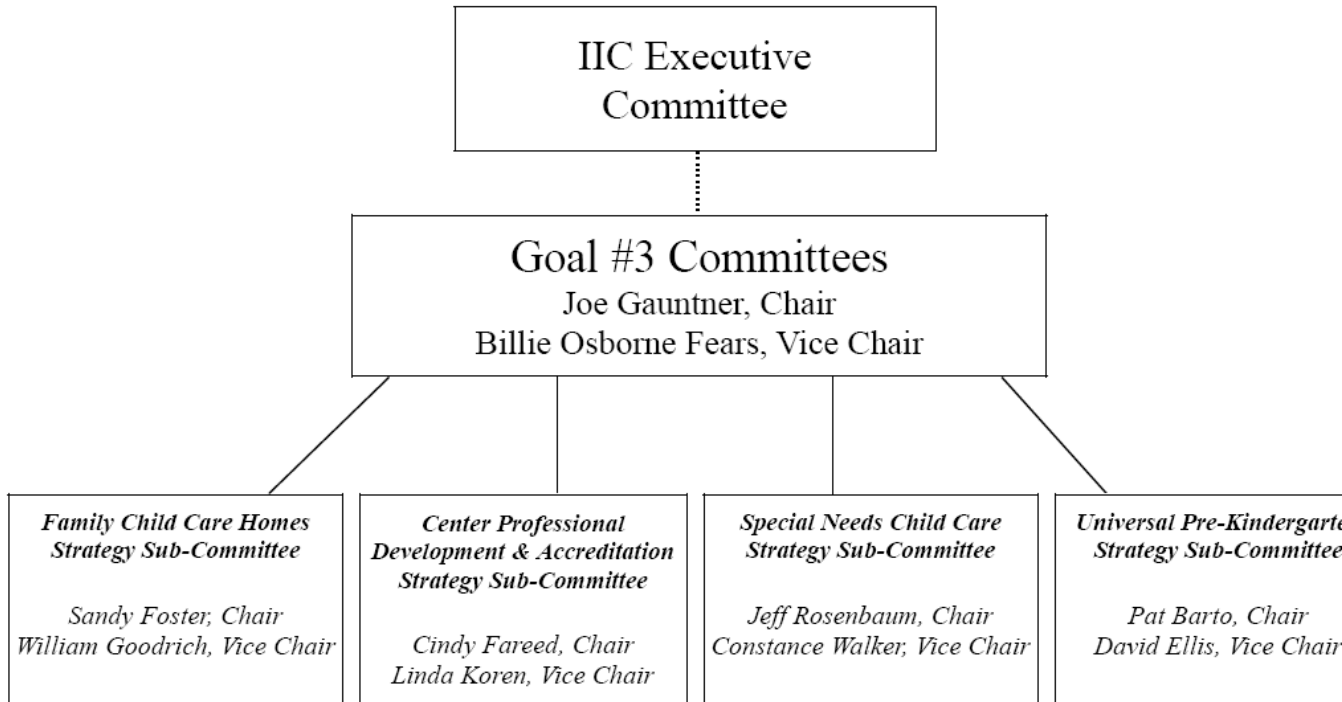 IIC Executive
Committee
Goal #3 Committees
Joe Gauntner, Chair
Billie Osborne Fears, Vice Chair
Family Child Care Homes
Strategy Sub-Committee
Sandy Foster, Chair
William Goodrich, Vice Chair
Center Professional
Development & Accreditation
Strategy Sub-Committee
Cindy Fareed, Chair
Linda Koren, Vice Chair
Special Needs Child Care
Strategy Sub-Committee
Jeff Rosenbaum, Chair
Constance Walker, Vice Chair
Universal Pre-Kindergarte
Strategy Sub-Committee
Pat Barto, Chair
David Ellis, Vice Chair